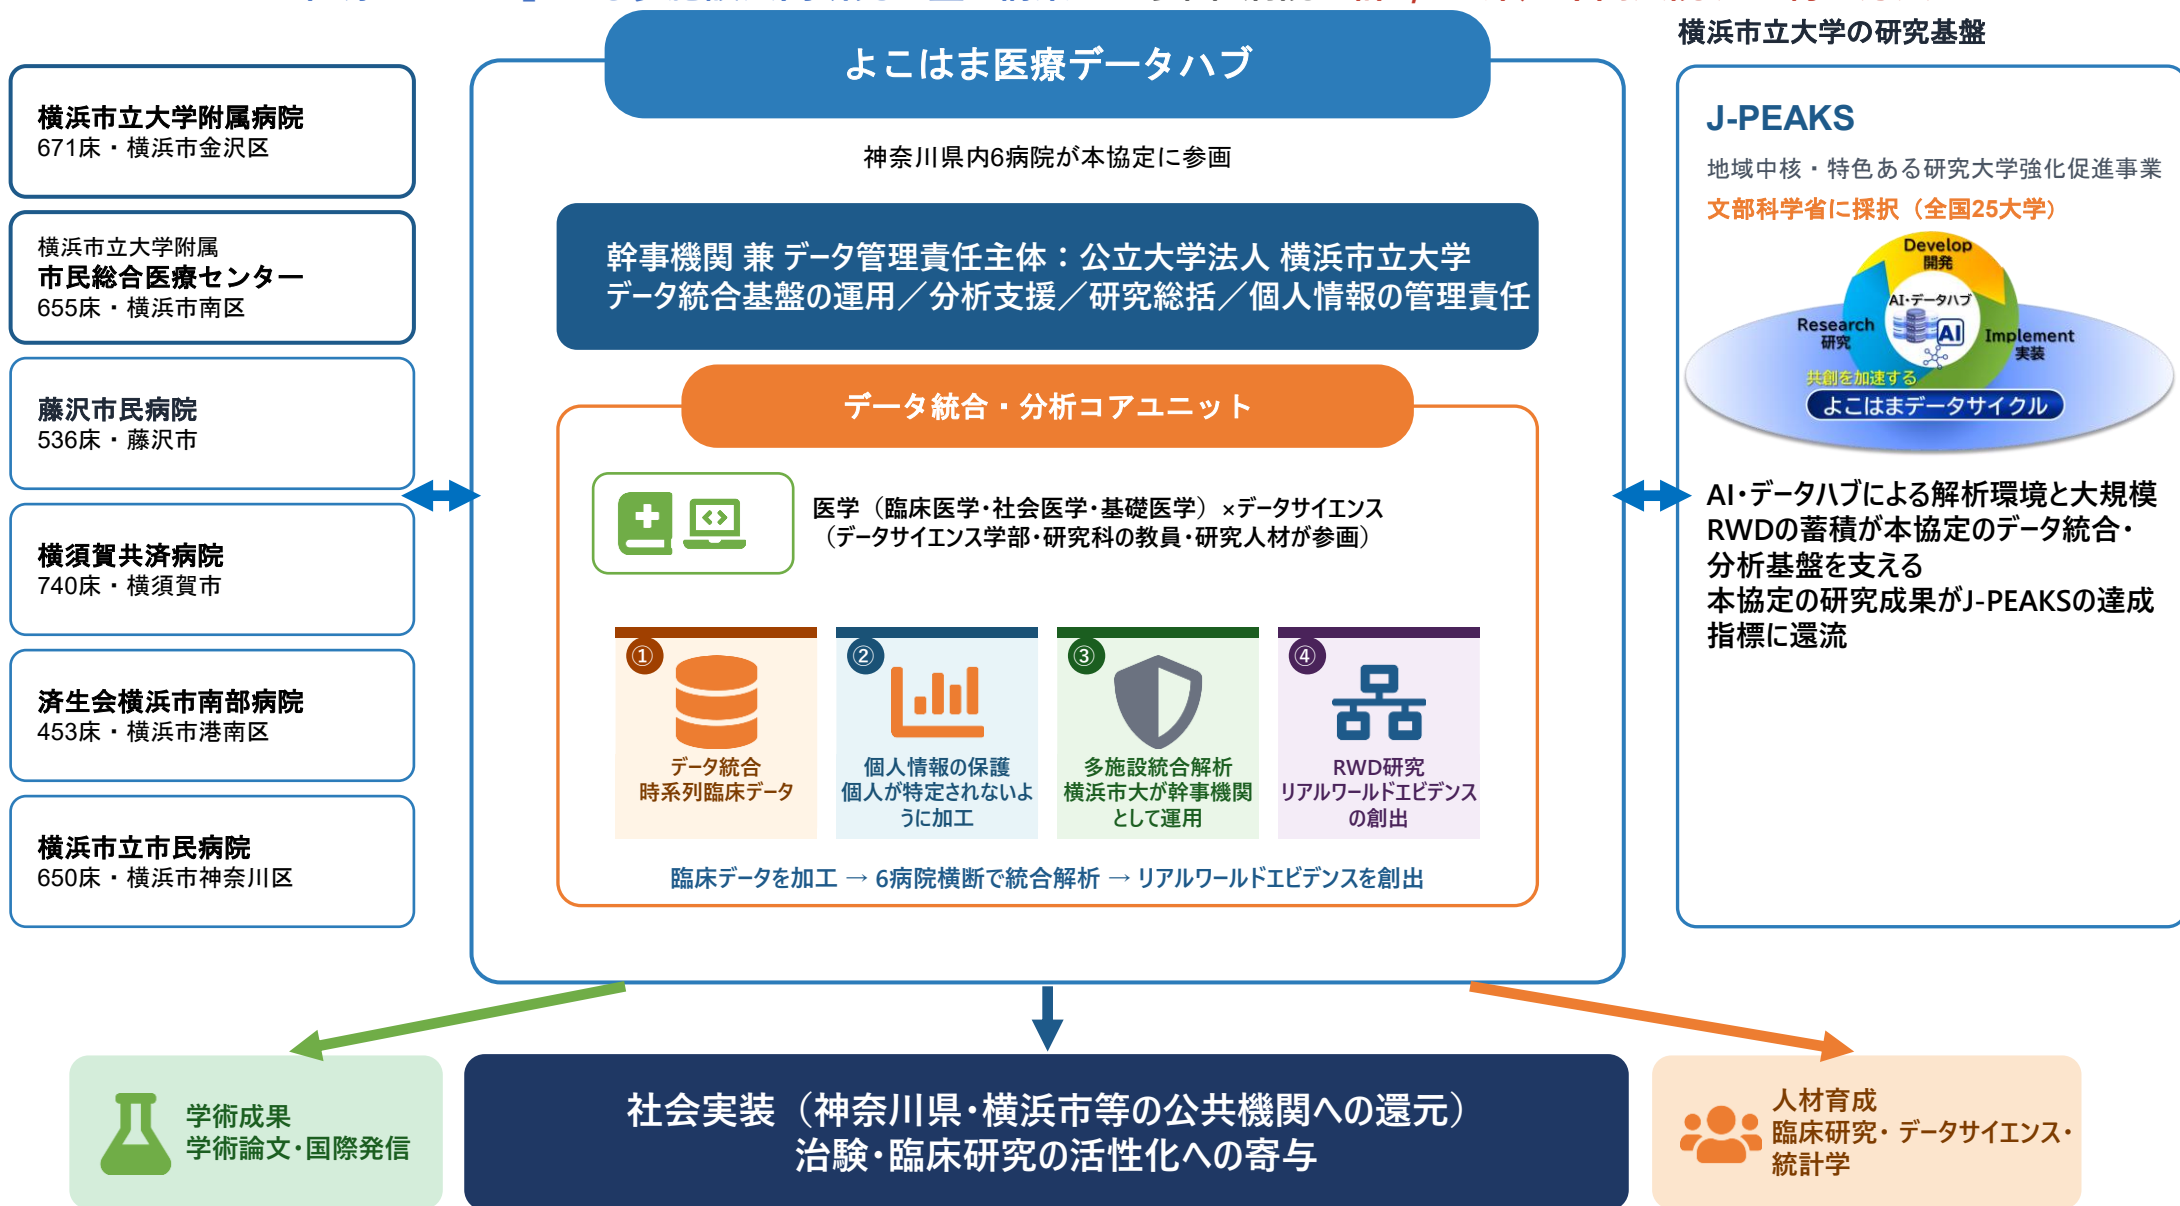 よこはま医療データハブ
神奈川県内6病院が本協定に参画
横浜市立大学附属病院
671床・横浜市金沢区
横浜市立大学附属
市民総合医療センター
655床・横浜市南区
藤沢市民病院
536床・藤沢市
横須賀共済病院
740床・横須賀市
済生会横浜市南部病院
453床・横浜市港南区
横浜市立市民病院
650床・横浜市神奈川区
幹事機関 兼 データ管理責任主体：公立大学法人 横浜市立大学
データ統合基盤の運用／分析支援／研究総括／個人情報の管理責任
データ統合・分析コアユニット
医学（臨床医学・社会医学・基礎医学）×データサイエンス
（データサイエンス学部・研究科の教員・研究人材が参画）
①
データ統合
時系列臨床データ
②
個人情報の保護
個人が特定されないよ
うに加工
③
多施設統合解析
横浜市大が幹事機関
として運用
④
RWD研究
リアルワールドエビデンス
の創出
臨床データを加工 → 6病院横断で統合解析 → リアルワールドエビデンスを創出
横浜市立大学の研究基盤
J-PEAKS
地域中核・特色ある研究大学強化促進事業
文部科学省に採択（全国25大学）
Develop
開発
AI・データハブ
AI
Research
研究
Implement
実装
共創を加速する
よこはまデータサイクル
AI・データハブによる解析環境と大規模
RWDの蓄積が本協定のデータ統合・
分析基盤を支える
本協定の研究成果がJ-PEAKSの達成
指標に還流
学術成果
学術論文・国際発信
社会実装（神奈川県・横浜市等の公共機関への還元）
治験・臨床研究の活性化への寄与
人材育成
臨床研究・ データサイエンス・
統計学